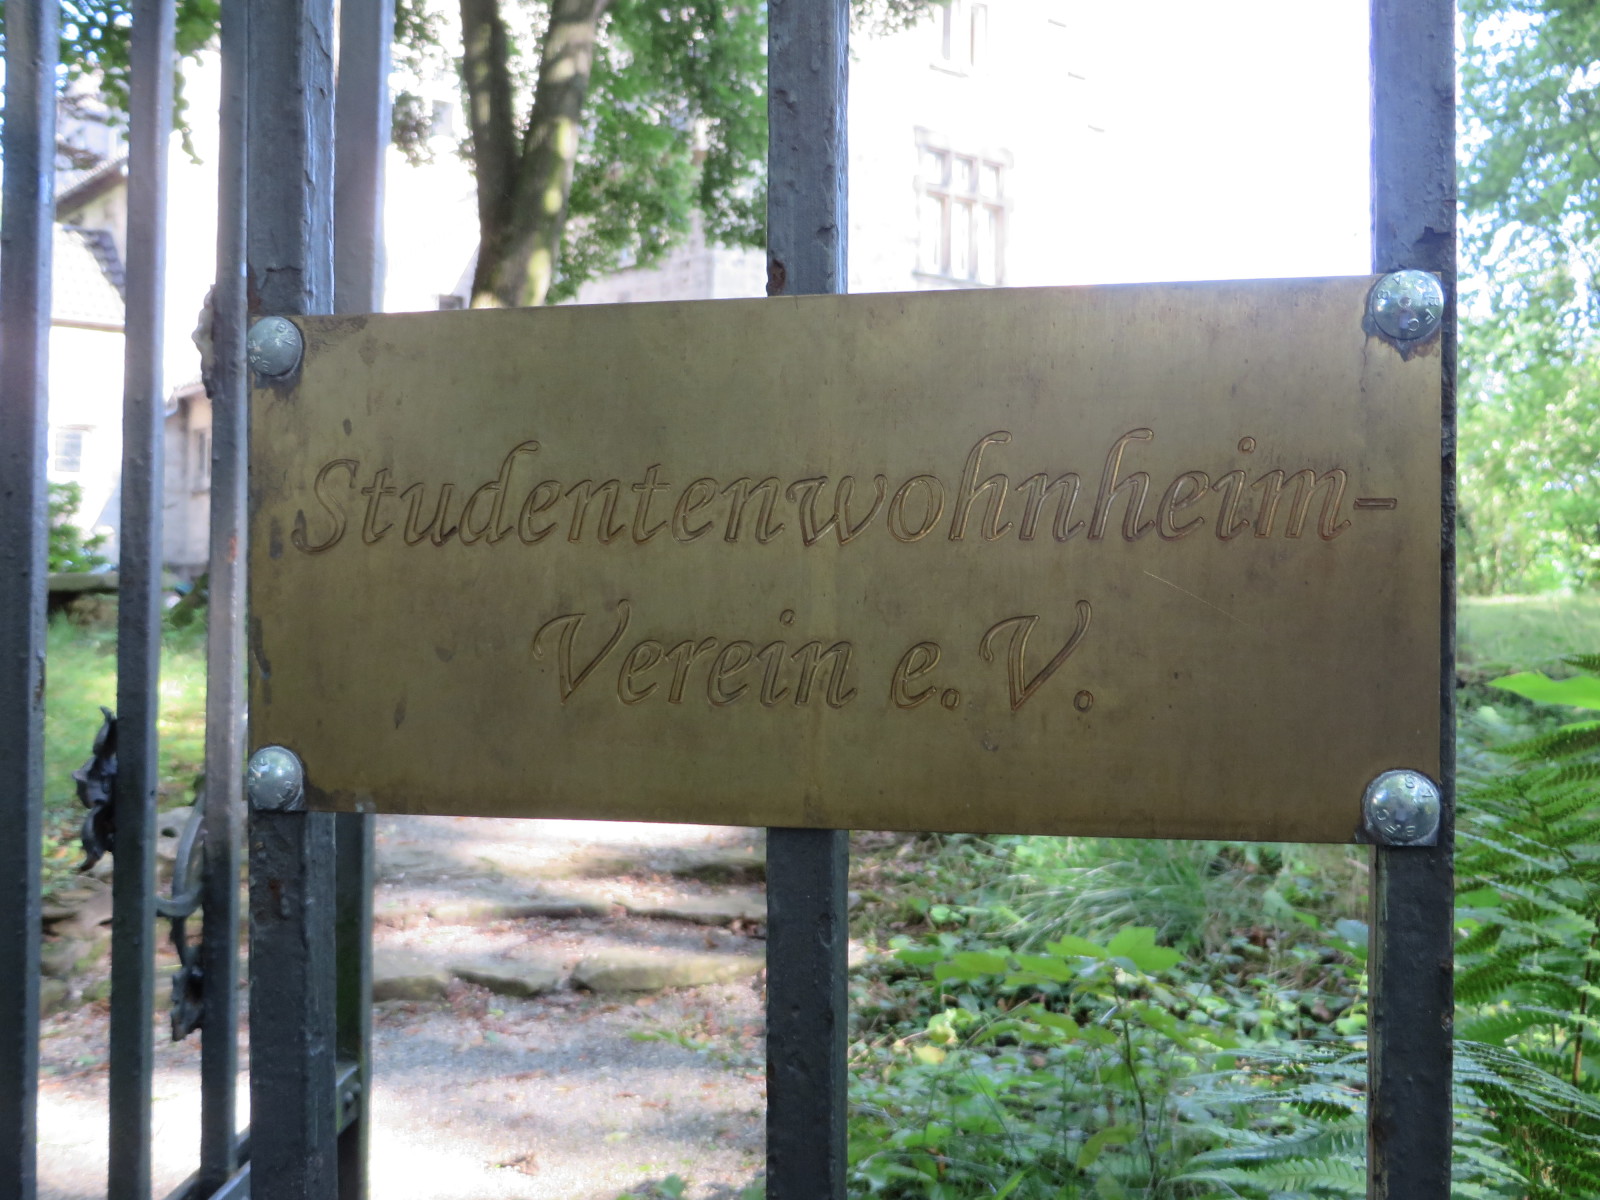 Studentenwohnheim-
Verein e. V.